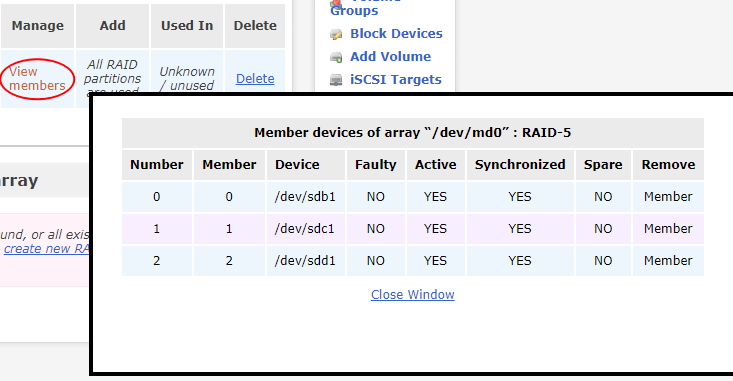 Manage Add Used In Delete
View members
All RAID partitions are used
Unknown / unused
Delete
Groups
Block Devices
Add Volume
iSCSI Targets
rray
und, or all exis
create new RA
Member devices of array “/dev/md0” : RAID-5
Number Member Device Faulty Active Synchronized Spare Remove
0 0 /dev/sdb1 NO YES YES NO Member
1 1 /dev/sdc1 NO YES YES NO Member
2 2 /dev/sdd1 NO YES YES NO Member
Close Window